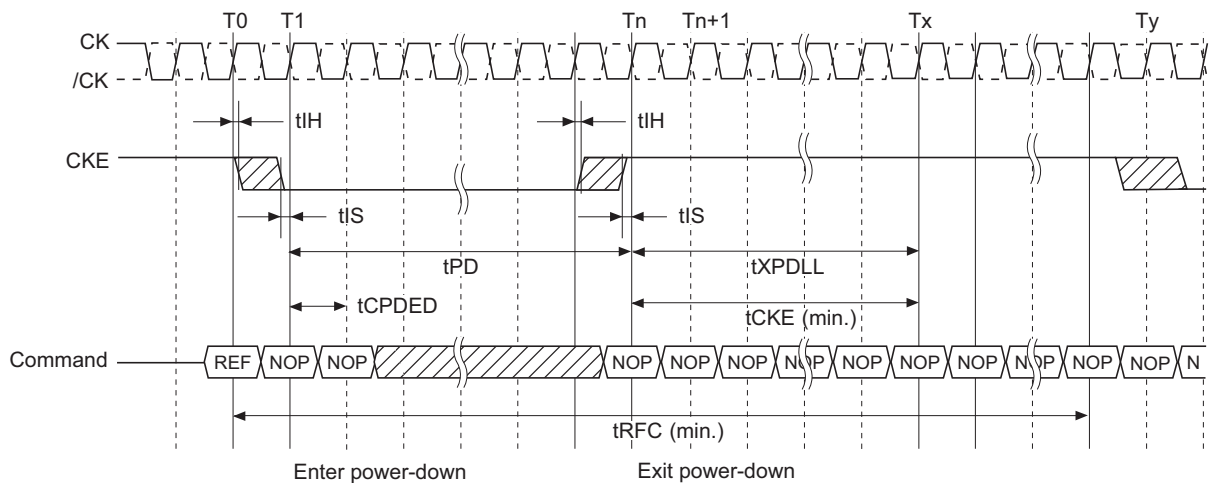 T0 T1 Tn Tn+1 Tx Ty
CK
/CK
tIH tIH
CKE
tIS tIS
tPD tXPDLL
tCPDED
tCKE (min.)
Command REF NOP NOP NOP NOP NOP NOP NOP NOP NOP NOP NOP NOP N
tRFC (min.)
Enter power-down Exit power-down